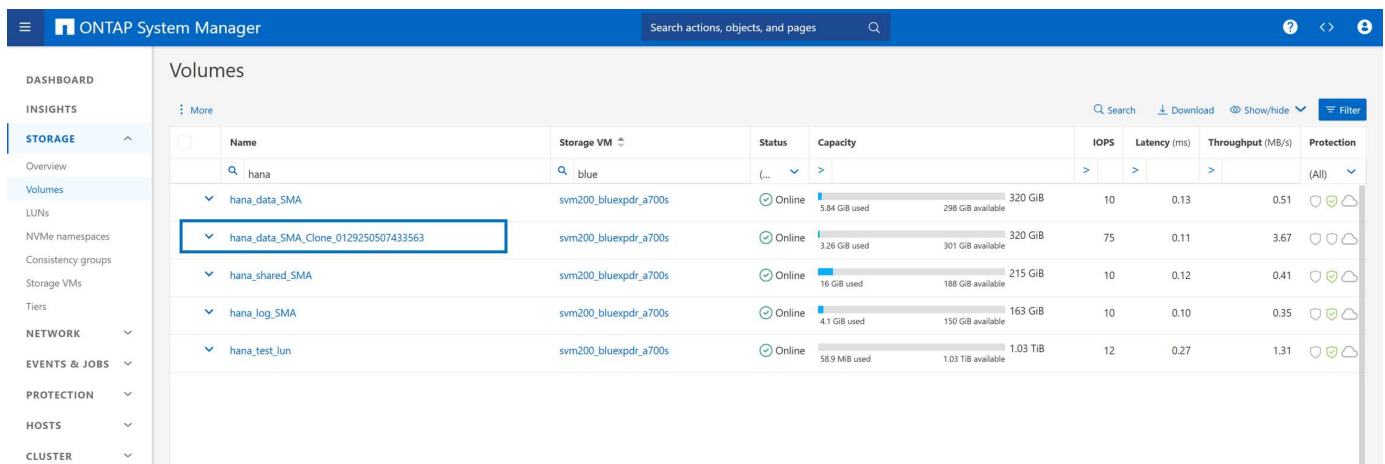 ONTAP System Manager
Search actions, objects, and pages
DASHBOARD
INSIGHTS
STORAGE
Overview
Volumes
LUNs
NVMe namespaces
Consistency groups
Storage VMs
Tiers
NETWORK
EVENTS & JOBS
PROTECTION
HOSTS
CLUSTER
Volumes
More
Search Download Show/hide Filter
Name Storage VM Status Capacity IOPS Latency (ms) Throughput (MB/s) Protection
hana blue (... > > > > (All)
hana_data_SMA svm200_bluexpdr_a700s Online 320 GiB 10 0.13 0.51
5.84 GiB used 298 GiB available
hana_data_SMA_Clone_0129250507433563 svm200_bluexpdr_a700s Online 320 GiB 75 0.11 3.67
3.26 GiB used 301 GiB available
hana_shared_SMA svm200_bluexpdr_a700s Online 215 GiB 10 0.12 0.41
16 GiB used 188 GiB available
hana_log_SMA svm200_bluexpdr_a700s Online 163 GiB 10 0.10 0.35
4.1 GiB used 150 GiB available
hana_test_lun svm200_bluexpdr_a700s Online 1.03 TiB 12 0.27 1.31
58.9 MiB used 1.03 TiB available